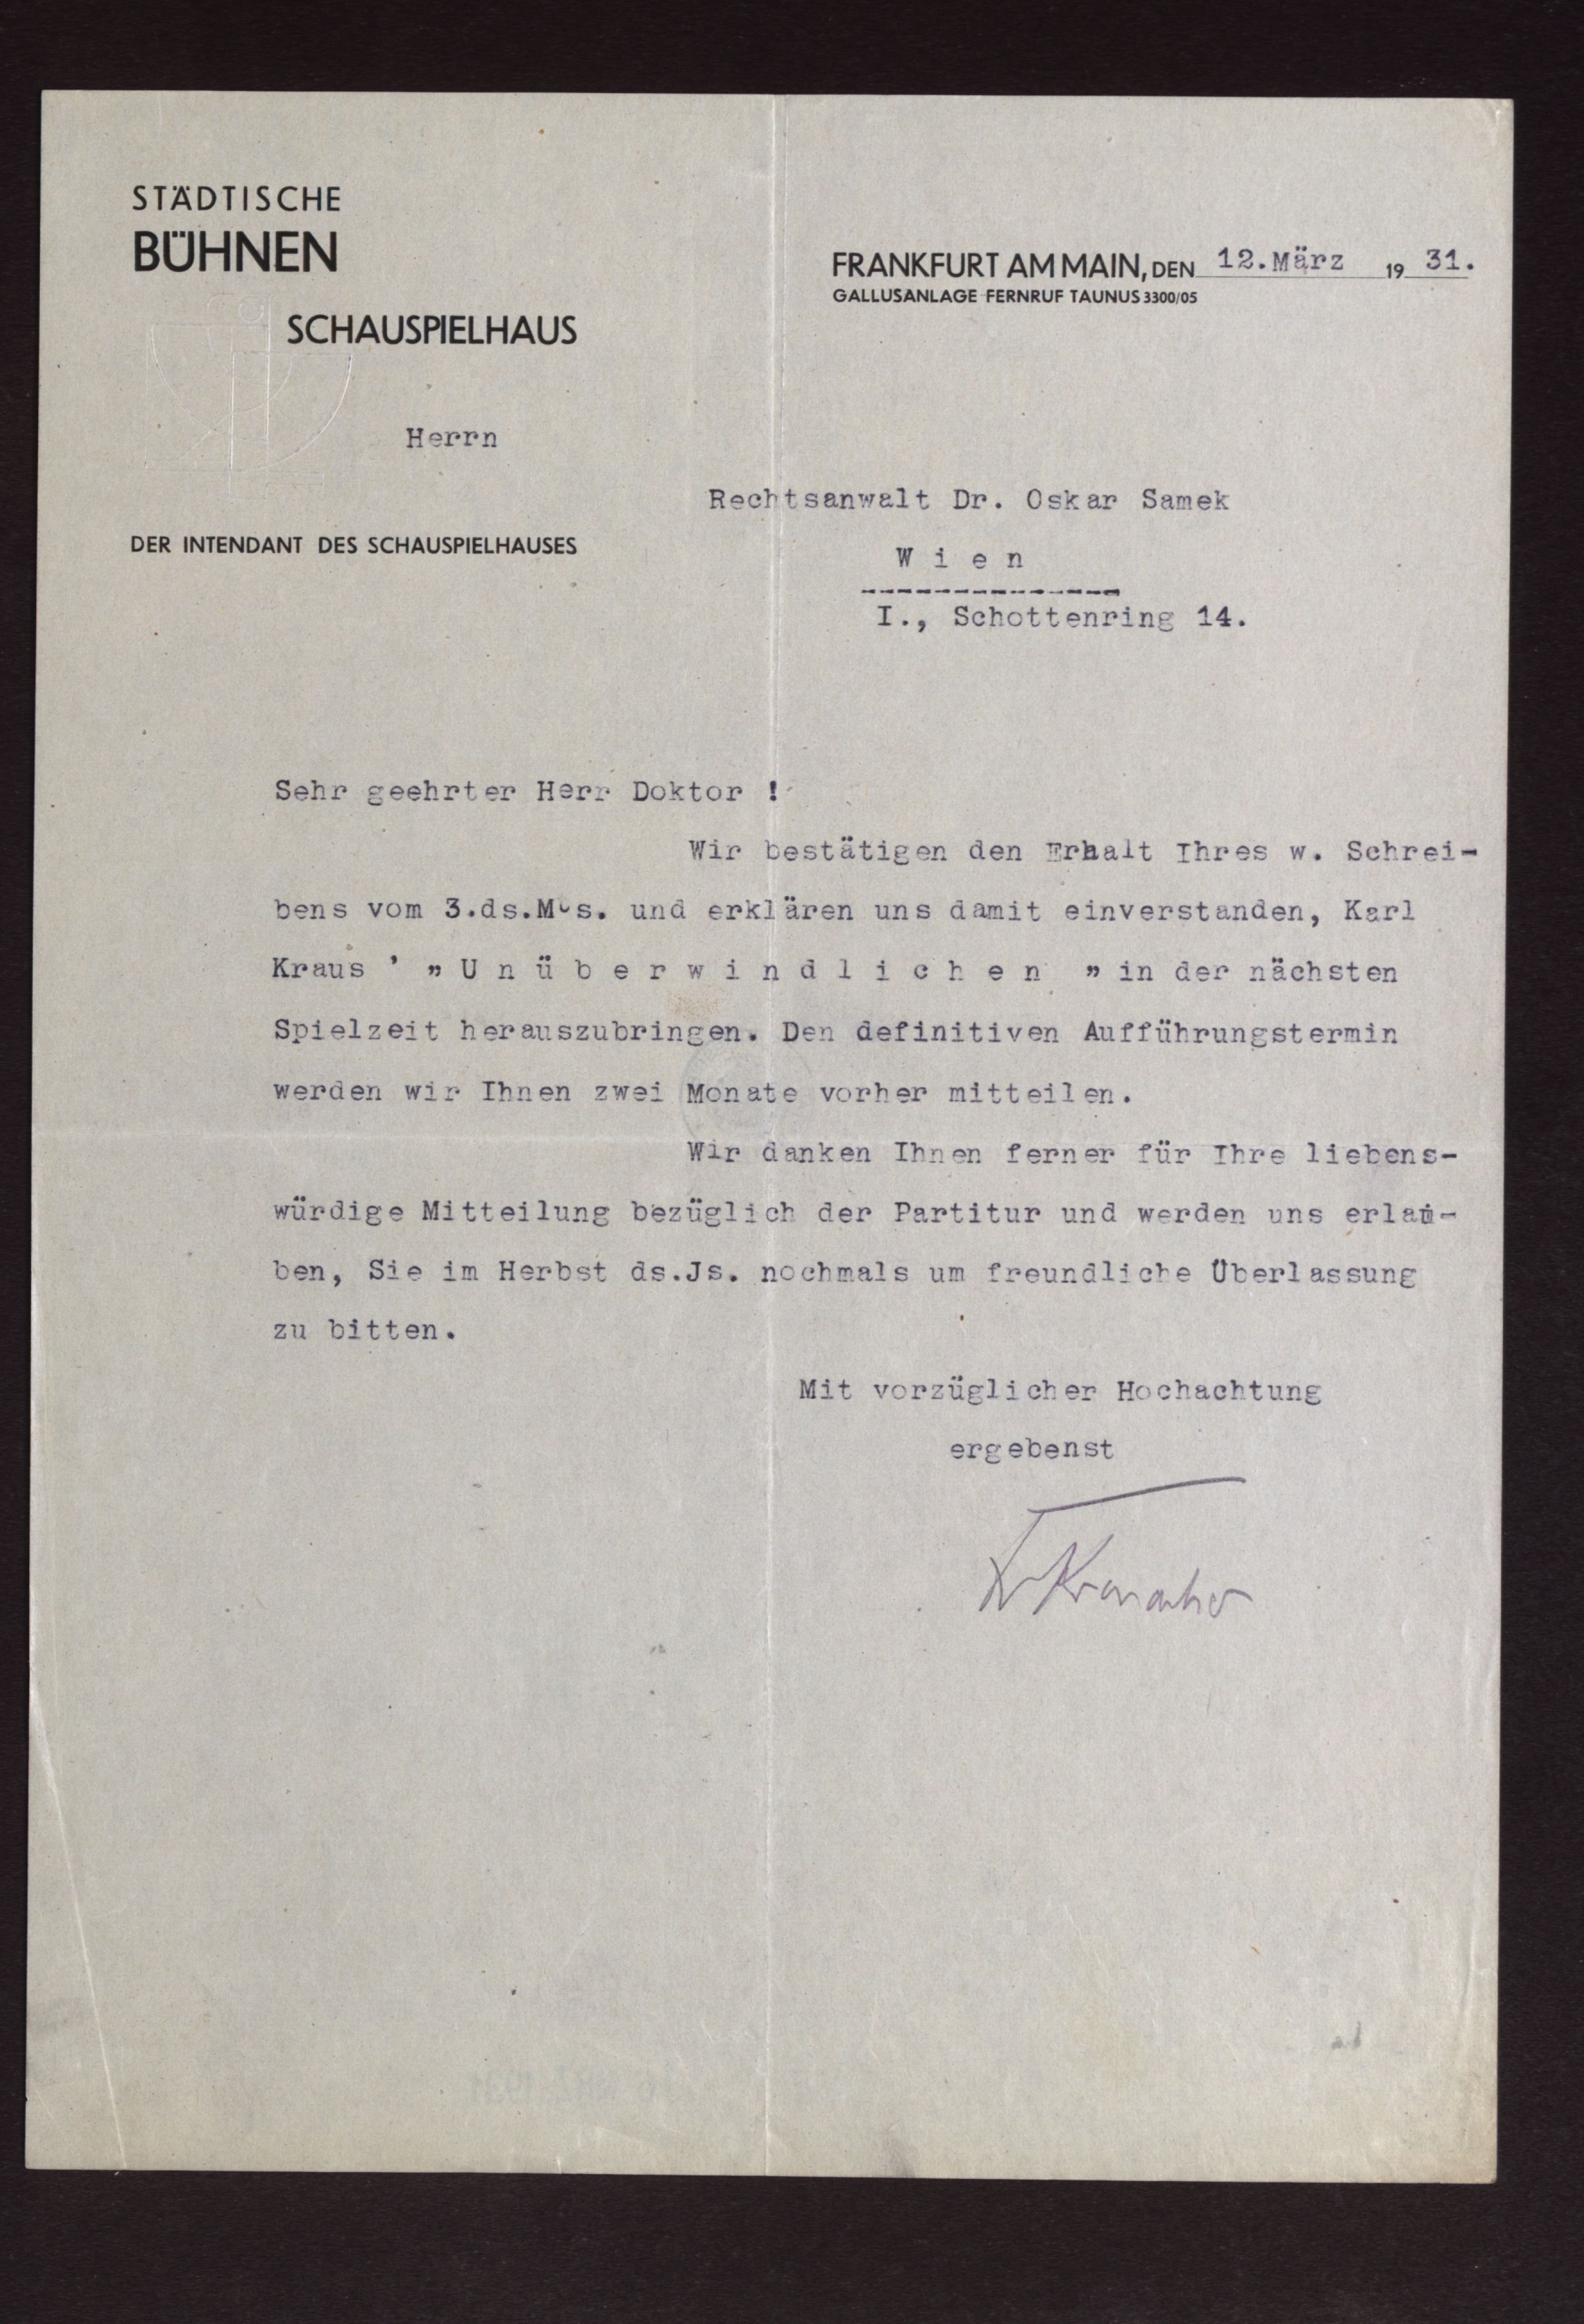 STÄDTISCHE
BÜHNEN
SCHAUSPIELHAUS
FRANKFURT AM MAIN, DEN 12.März 19 31.
GALLUSANLAGE FERNRUF TAUNUS 3300/05
Herrn
Rechtsanwalt Dr. Oskar Samek
DER INTENDANT DES SCHAUSPIELHAUSES
W i e n
I., Schottenring 14.
Sehr geehrter Herr Doktor !
Wir bestätigen den Erhalt Ihres w. Schrei-
bens vom 3.ds.Mts. und erklären uns damit einverstanden, Karl
Kraus ' „ U n ü b e r w i n d l i c h e n " in der nächsten
Spielzeit herauszubringen. Den definitiven Aufführungstermin
werden wir Ihnen zwei Monate vorher mitteilen.
Wir danken Ihnen ferner für Ihre liebens-
würdige Mitteilung bezüglich der Partitur und werden uns erlau-
ben, Sie im Herbst ds.Js. nochmals um freundliche Überlassung
zu bitten.
Mit vorzüglicher Hochachtung
ergebenst